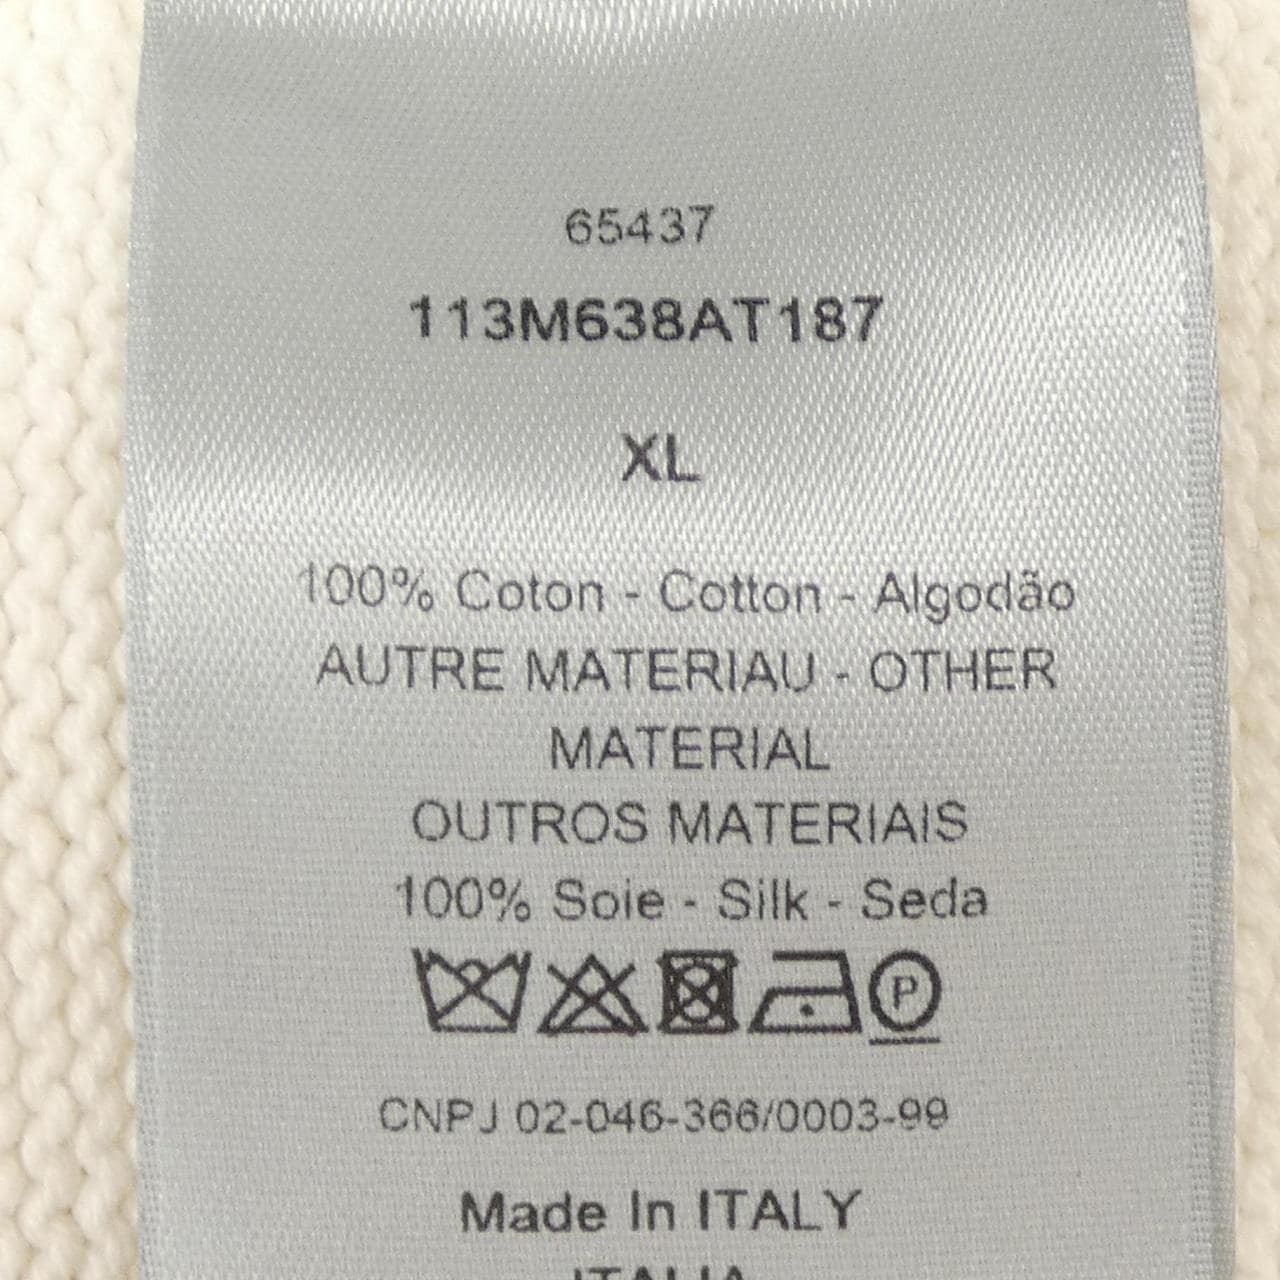 65437
113M638AT187
XL
100% Coton - Cotton - Algodão
AUTRE MATERIAU - OTHER
MATERIAL
OUTROS MATERIAIS
100% Soie - Silk - Seda
P
CNPJ 02-046-366/0003-99
Made In ITALY
ITALIA